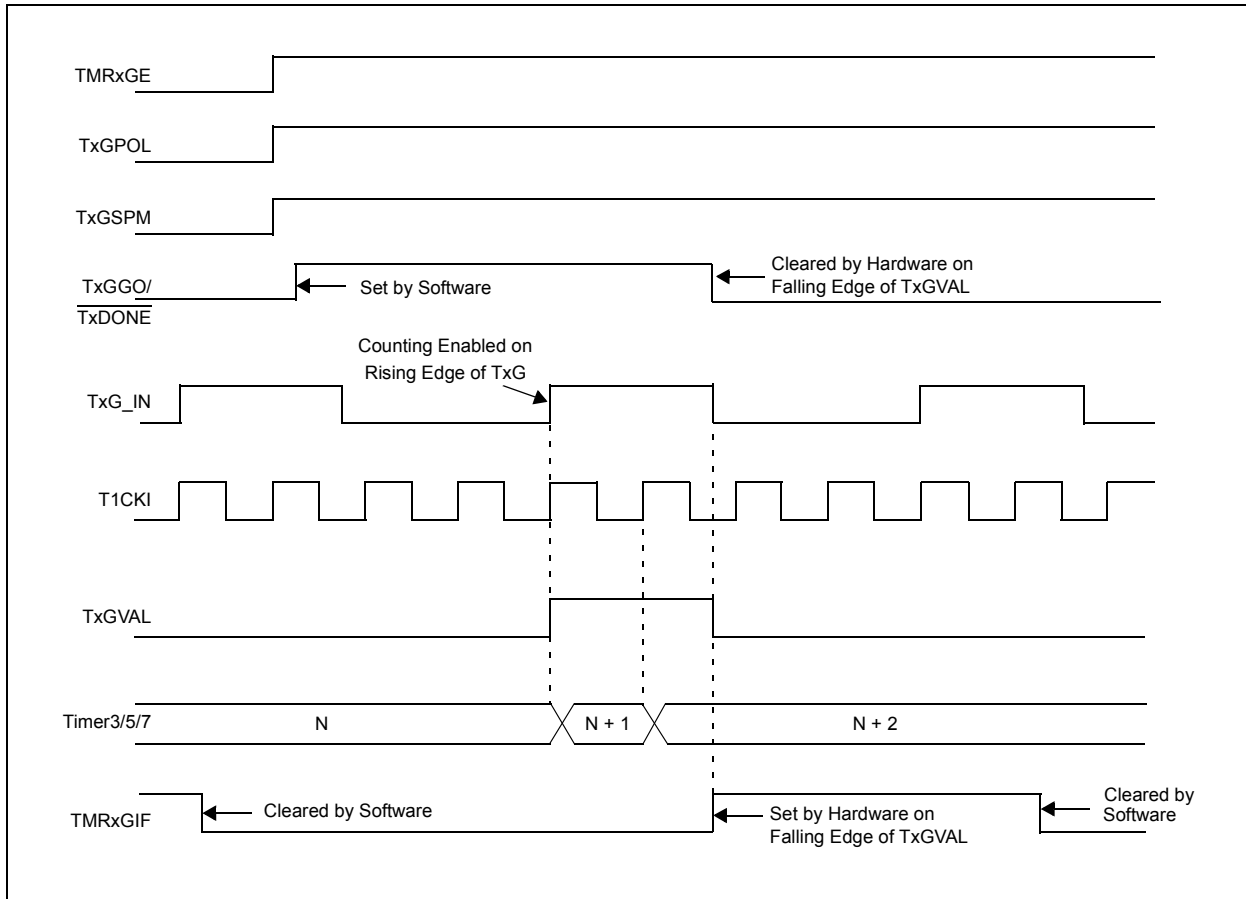 TMRxGE
TxGPOL
TxGSPM
TxGGO/
TxDONE
Set by Software
Cleared by Hardware on
Falling Edge of TxGVAL
Counting Enabled on
Rising Edge of TxG
TxG_IN
T1CKI
TxGVAL
Timer3/5/7
N
N + 1
N + 2
TMRxGIF
Cleared by Software
Set by Hardware on
Falling Edge of TxGVAL
Cleared by
Software